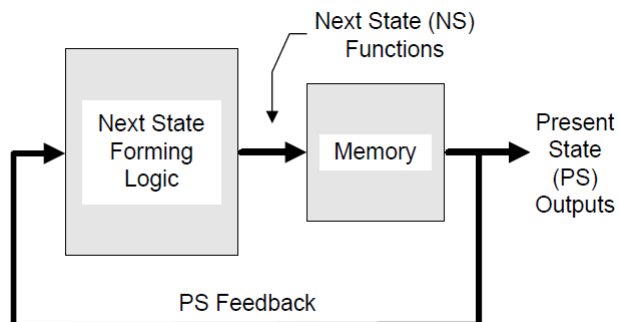 Next State (NS)
Functions
Next State
Forming
Logic
Memory
Present
State
(PS)
Outputs
PS Feedback